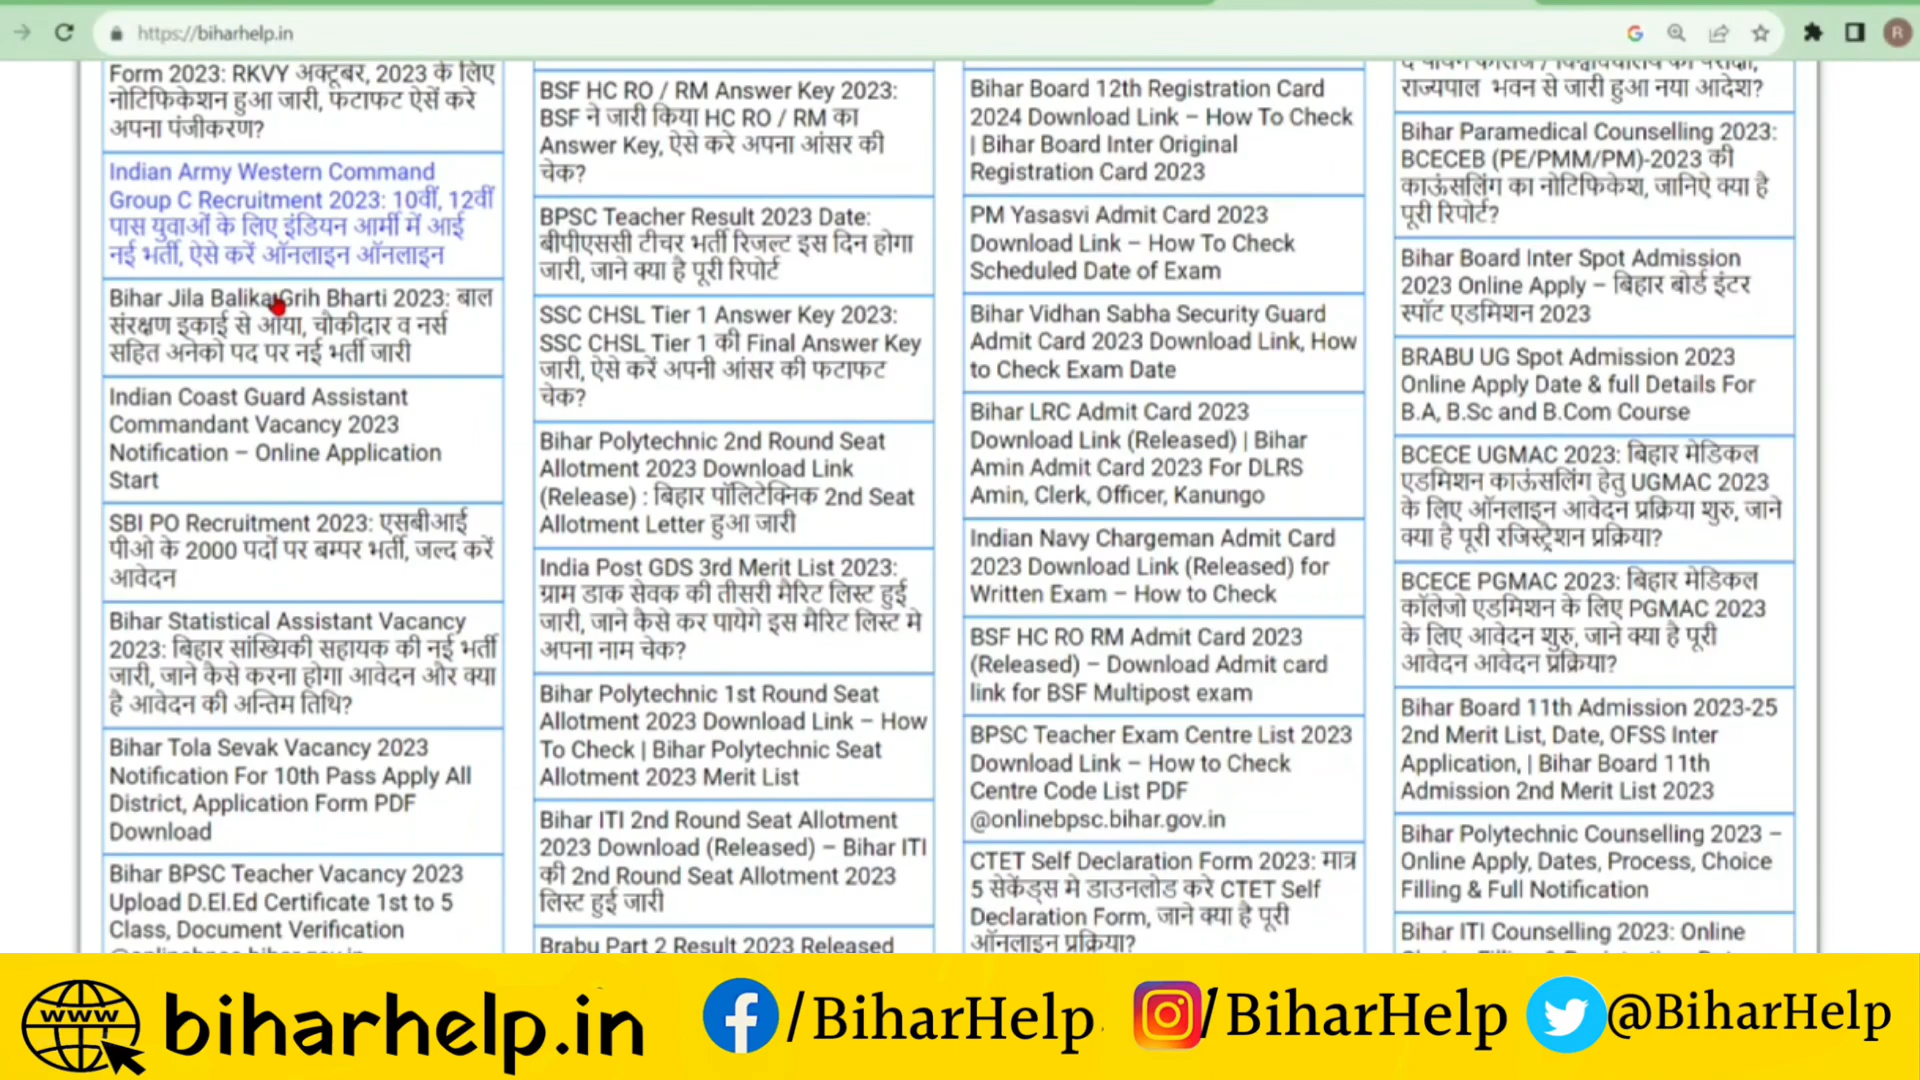 https://biharhelp.in
R
Form 2023: RKVY अक्टूबर, 2023 के लिए
नोटिफिकेशन हुआ जारी, फटाफट ऐसें करे
अपना पंजीकरण?
Indian Army Western Command
Group C Recruitment 2023: 10वीं, 12वीं
पास युवाओं के लिए इंडियन आर्मी में आई
नई भर्ती, ऐसे करें ऑनलाइन ऑनलाइन
Bihar Jila Balika Grih Bharti 2023: बाल
संरक्षण इकाई से आया, चौकीदार व नर्स
सहित अनेको पद पर नई भर्ती जारी
Indian Coast Guard Assistant
Commandant Vacancy 2023
Notification – Online Application
Start
SBI PO Recruitment 2023: एसबीआई
पीओ के 2000 पदों पर बम्पर भर्ती, जल्द करें
आवेदन
Bihar Statistical Assistant Vacancy
2023: बिहार सांख्यिकी सहायक की नई भर्ती
जारी, जाने कैसे करना होगा आवेदन और क्या
है आवेदन की अन्तिम तिथि?
Bihar Tola Sevak Vacancy 2023
Notification For 10th Pass Apply All
District, Application Form PDF
Download
Bihar BPSC Teacher Vacancy 2023
Upload D.El.Ed Certificate 1st to 5
Class, Document Verification
BSF HC RO / RM Answer Key 2023:
BSF ने जारी किया HC RO / RM का
Answer Key, ऐसे करे अपना आंसर की
चेक?
BPSC Teacher Result 2023 Date:
बीपीएससी टीचर भर्ती रिजल्ट इस दिन होगा
जारी, जाने क्या है पूरी रिपोर्ट
SSC CHSL Tier 1 Answer Key 2023:
SSC CHSL Tier 1 की Final Answer Key
जारी, ऐसे करें अपनी आंसर की फटाफट
चेक?
Bihar Polytechnic 2nd Round Seat
Allotment 2023 Download Link
(Release) : बिहार पॉलिटेक्निक 2nd Seat
Allotment Letter हुआ जारी
India Post GDS 3rd Merit List 2023:
ग्राम डाक सेवक की तीसरी मैरिट लिस्ट हुई
जारी, जाने कैसे कर पायेगे इस मैरिट लिस्ट मे
अपना नाम चेक?
Bihar Polytechnic 1st Round Seat
Allotment 2023 Download Link – How
To Check | Bihar Polytechnic Seat
Allotment 2023 Merit List
Bihar ITI 2nd Round Seat Allotment
2023 Download (Released) – Bihar ITI
की 2nd Round Seat Allotment 2023
लिस्ट हुई जारी
Brabu Part 2 Result 2023 Released
Bihar Board 12th Registration Card
2024 Download Link – How To Check
| Bihar Board Inter Original
Registration Card 2023
PM Yasasvi Admit Card 2023
Download Link – How To Check
Scheduled Date of Exam
Bihar Vidhan Sabha Security Guard
Admit Card 2023 Download Link, How
to Check Exam Date
Bihar LRC Admit Card 2023
Download Link (Released) | Bihar
Amin Admit Card 2023 For DLRS
Amin, Clerk, Officer, Kanungo
Indian Navy Chargeman Admit Card
2023 Download Link (Released) for
Written Exam – How to Check
BSF HC RO RM Admit Card 2023
(Released) – Download Admit card
link for BSF Multipost exam
BPSC Teacher Exam Centre List 2023
Download Link – How to Check
Centre Code List PDF
@onlinebpsc.bihar.gov.in
CTET Self Declaration Form 2023: मात्र
5 सेकेंड्स मे डाउनलोड करे CTET Self
Declaration Form, जाने क्या है पूरी
ऑनलाइन प्रक्रिया?
राज्यपाल भवन से जारी हुआ नया आदेश?
Bihar Paramedical Counselling 2023:
BCECEB (PE/PMM/PM)-2023 की
काऊंसलिंग का नोटिफिकेश, जानिऐ क्या है
पूरी रिपोर्ट?
Bihar Board Inter Spot Admission
2023 Online Apply – बिहार बोर्ड इंटर
स्पॉट एडमिशन 2023
BRABU UG Spot Admission 2023
Online Apply Date & full Details For
B.A, B.Sc and B.Com Course
BCECE UGMAC 2023: बिहार मेडिकल
एडमिशन काऊंसलिंग हेतु UGMAC 2023
के लिए ऑनलाइन आवेदन प्रक्रिया शुरु, जाने
क्या है पूरी रजिस्ट्रेशन प्रक्रिया?
BCECE PGMAC 2023: बिहार मेडिकल
कॉलेजो एडमिशन के लिए PGMAC 2023
के लिए आवेदन शुरु, जाने क्या है पूरी
आवेदन आवेदन प्रक्रिया?
Bihar Board 11th Admission 2023-25
2nd Merit List, Date, OFSS Inter
Application, | Bihar Board 11th
Admission 2nd Merit List 2023
Bihar Polytechnic Counselling 2023 –
Online Apply, Dates, Process, Choice
Filling & Full Notification
Bihar ITI Counselling 2023: Online
www biharhelp.in /BiharHelp /BiharHelp @BiharHelp